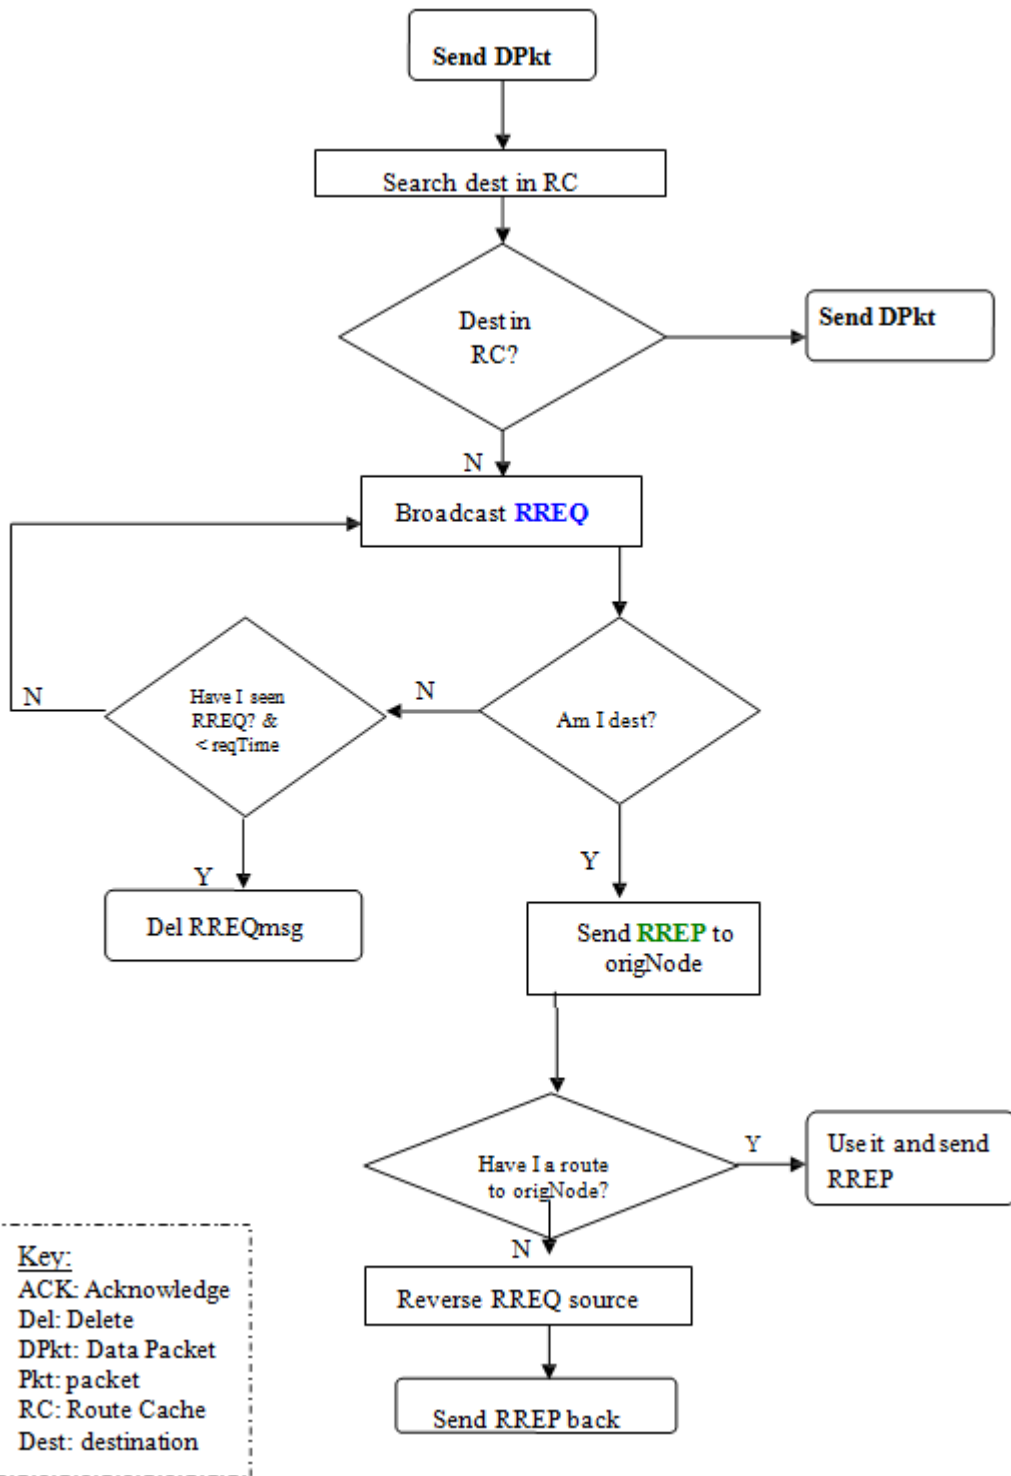 Send DPkt
Search dest in RC
Dest in
RC?
Send DPkt
N
Broadcast RREQ
Am I dest?
N
Have I seen
RREQ? &
< reqTime
N
Y
Del RREQmsg
Y
Send RREP to
origNode
Have I a route
to origNode?
Y
Use it and send
RREP
N
Reverse RREQ source
Send RREP back
Key:
ACK: Acknowledge
Del: Delete
DPkt: Data Packet
Pkt: packet
RC: Route Cache
Dest: destination